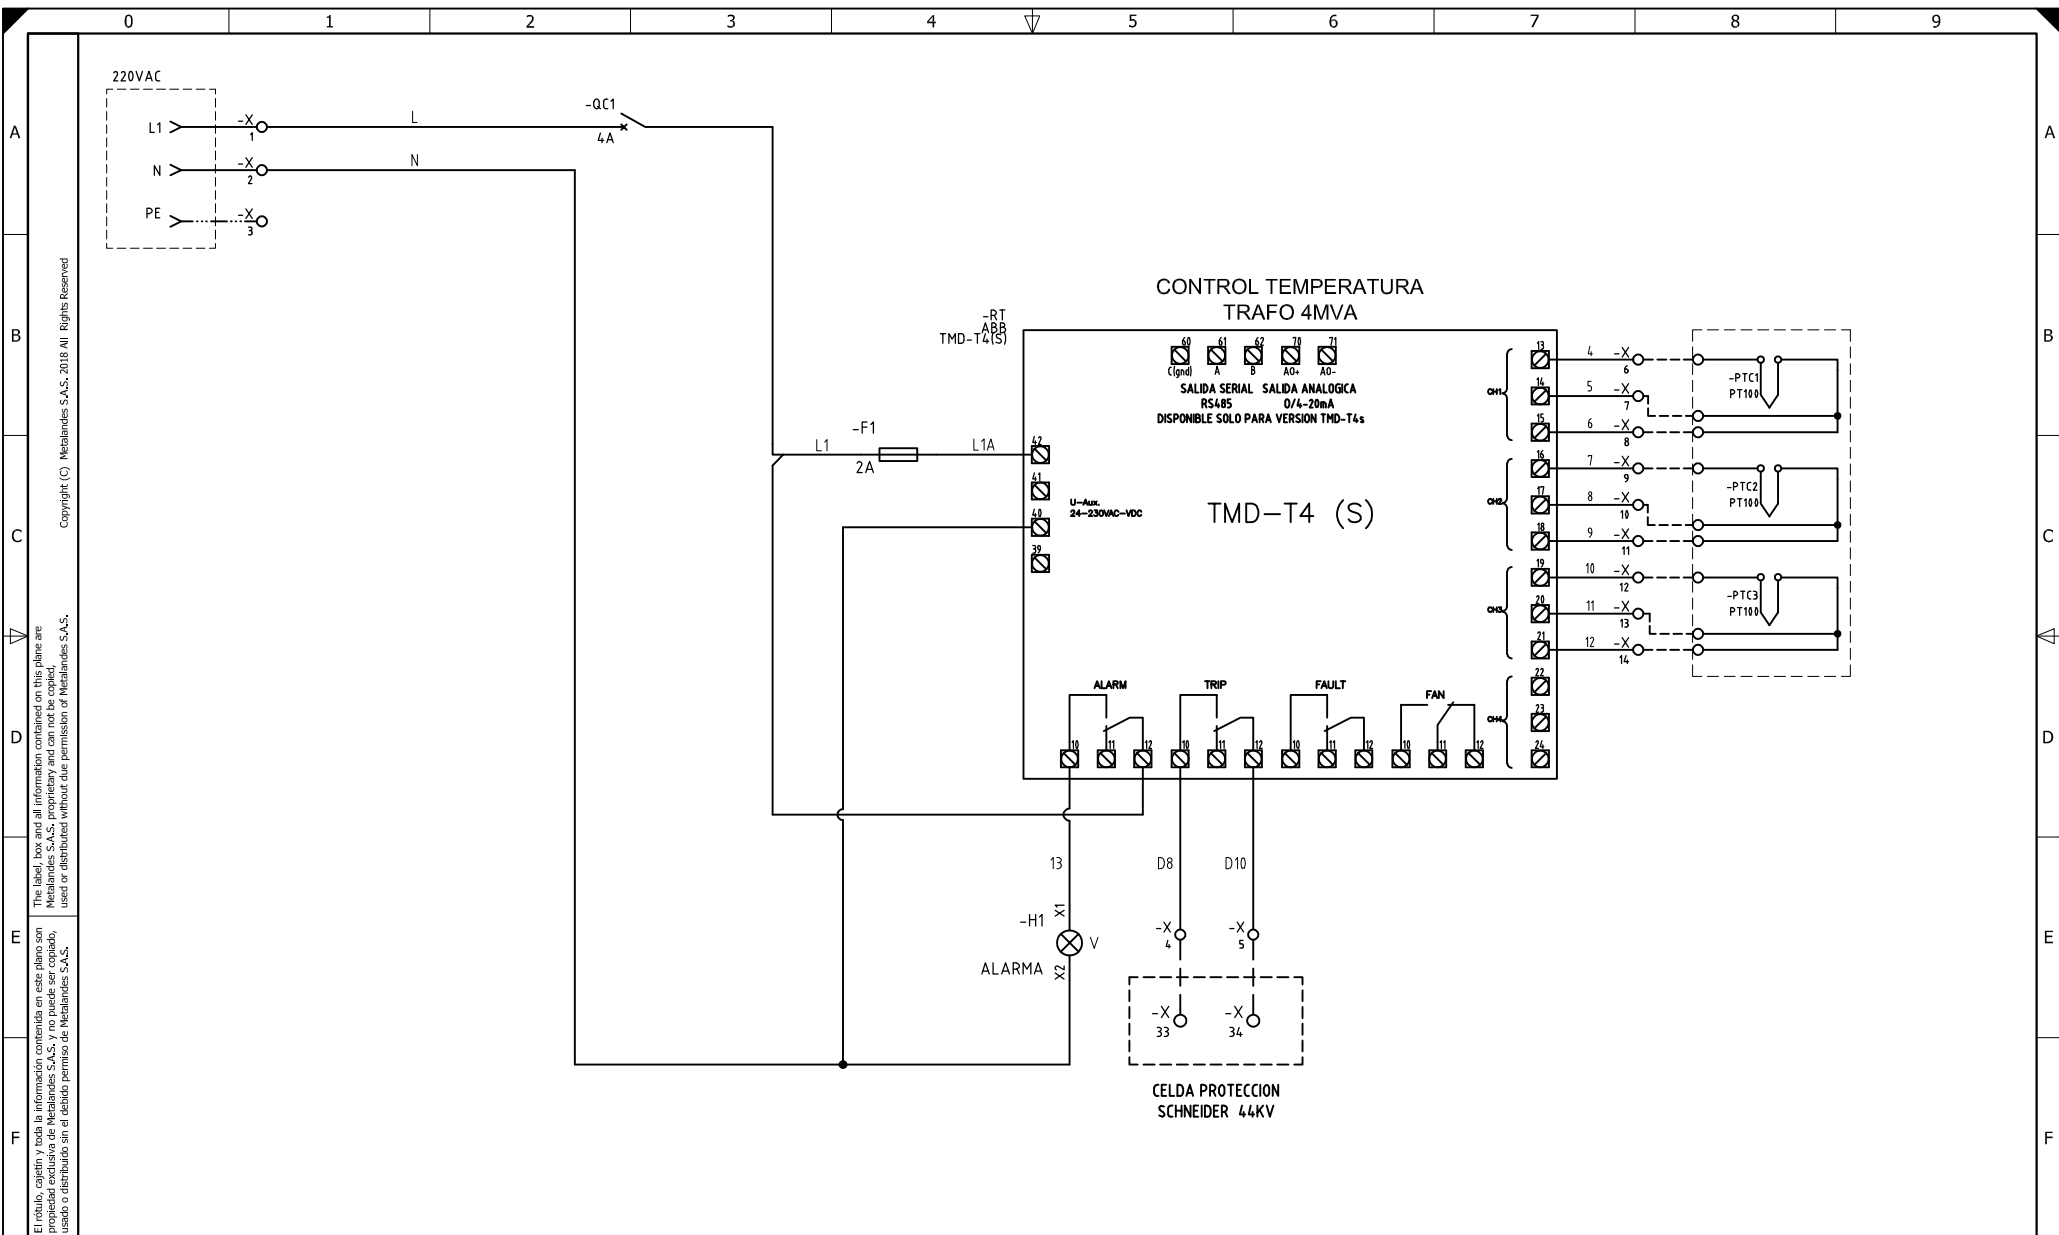 0 1 2 3 4 5 6 7 8 9
A
B
C
D
E
F
A
B
C
D
E
F
Copyright (C) Metalandes S.A.S. 2018 All Rights Reserved
The label, box and all information contained on this plane are
Metalandes S.A.S. proprietary and can not be copied,
used or distributed without due permission of Metalandes S.A.S.
El rótulo, cajetín y toda la información contenida en este plano son
propiedad exclusiva de Metalandes S.A.S. y no puede ser copiado,
usado o distribuido sin el debido permiso de Metalandes S.A.S.
220VAC
L1 -X 1 L
-QC1
4A
N -X 2 N
PE -X 3
CONTROL TEMPERATURA
TRAFO 4MVA
-RT
ABB
TMD-T4(S)
60 61 62 70 71
C(gnd) A B AO+ AO-
SALIDA SERIAL SALIDA ANALOGICA
RS485 0/4-20mA
DISPONIBLE SOLO PARA VERSION TMD-T4s
L1
-F1
2A
L1A
42
41
40
39
U-Aux.
24-230VAC-VDC
TMD-T4 (S)
CH1
13 4 -X 6
14 5 -X 7
15 6 -X 8
-PTC1
PT100
CH2
16 7 -X 9
17 8 -X 10
18 9 -X 11
-PTC2
PT100
CH3
19 10 -X 12
20 11 -X 13
21 12 -X 14
-PTC3
PT100
CH4
22
23
24
ALARM TRIP FAULT FAN
10 11 12 10 11 12 10 11 12 10 11 12
13 D8 D10
-H1 X1
V
ALARMA X2
-X 4
-X 5
-X 33
-X 34
CELDA PROTECCION
SCHNEIDER 44KV